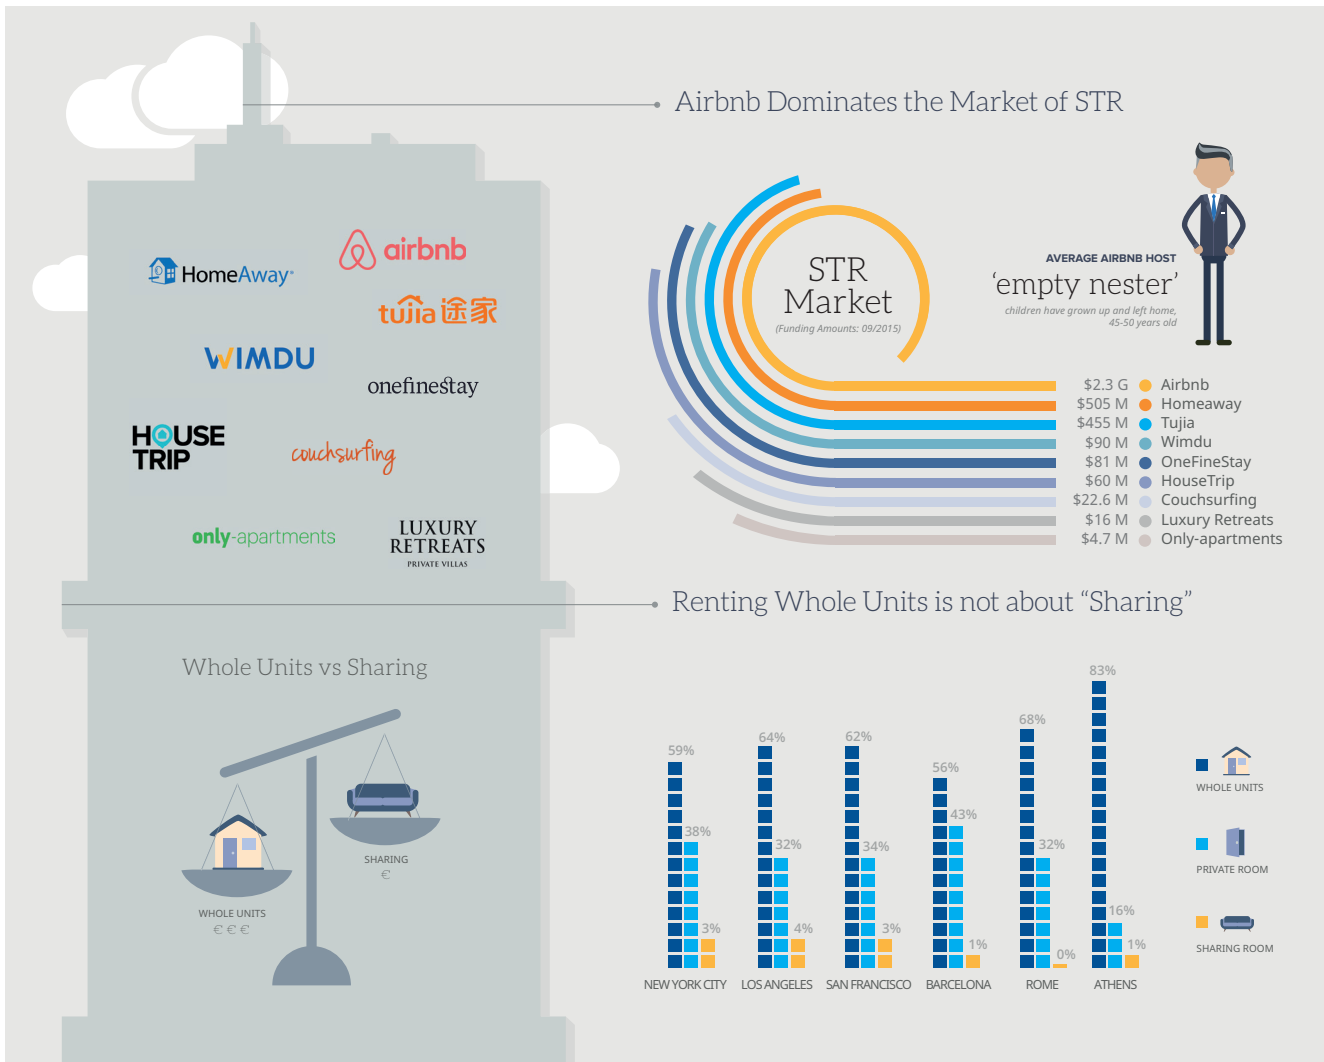 Airbnb Dominates the Market of STR
HomeAway
airbnb
tujia 途家
WIMDU
onefinestay
HOUSE
TRIP
couchsurfing
only-apartments
LUXURY
RETREATS
PRIVATE VILLAS
STR
Market
(Funding Amounts: 09/2015)
AVERAGE AIRBNB HOST
‘empty nester’
children have grown up and left home,
45-50 years old
$2.3 G Airbnb
$505 M Homeaway
$455 M Tujia
$90 M Wimdu
$81 M OneFineStay
$60 M HouseTrip
$22.6 M Couchsurfing
$16 M Luxury Retreats
$4.7 M Only-apartments
Renting Whole Units is not about “Sharing”
Whole Units vs Sharing
SHARING
€
WHOLE UNITS
€ € €
59%
38%
3%
NEW YORK CITY
64%
32%
4%
LOS ANGELES
62%
34%
3%
SAN FRANCISCO
56%
43%
1%
BARCELONA
68%
32%
0%
ROME
83%
16%
1%
ATHENS
WHOLE UNITS
PRIVATE ROOM
SHARING ROOM